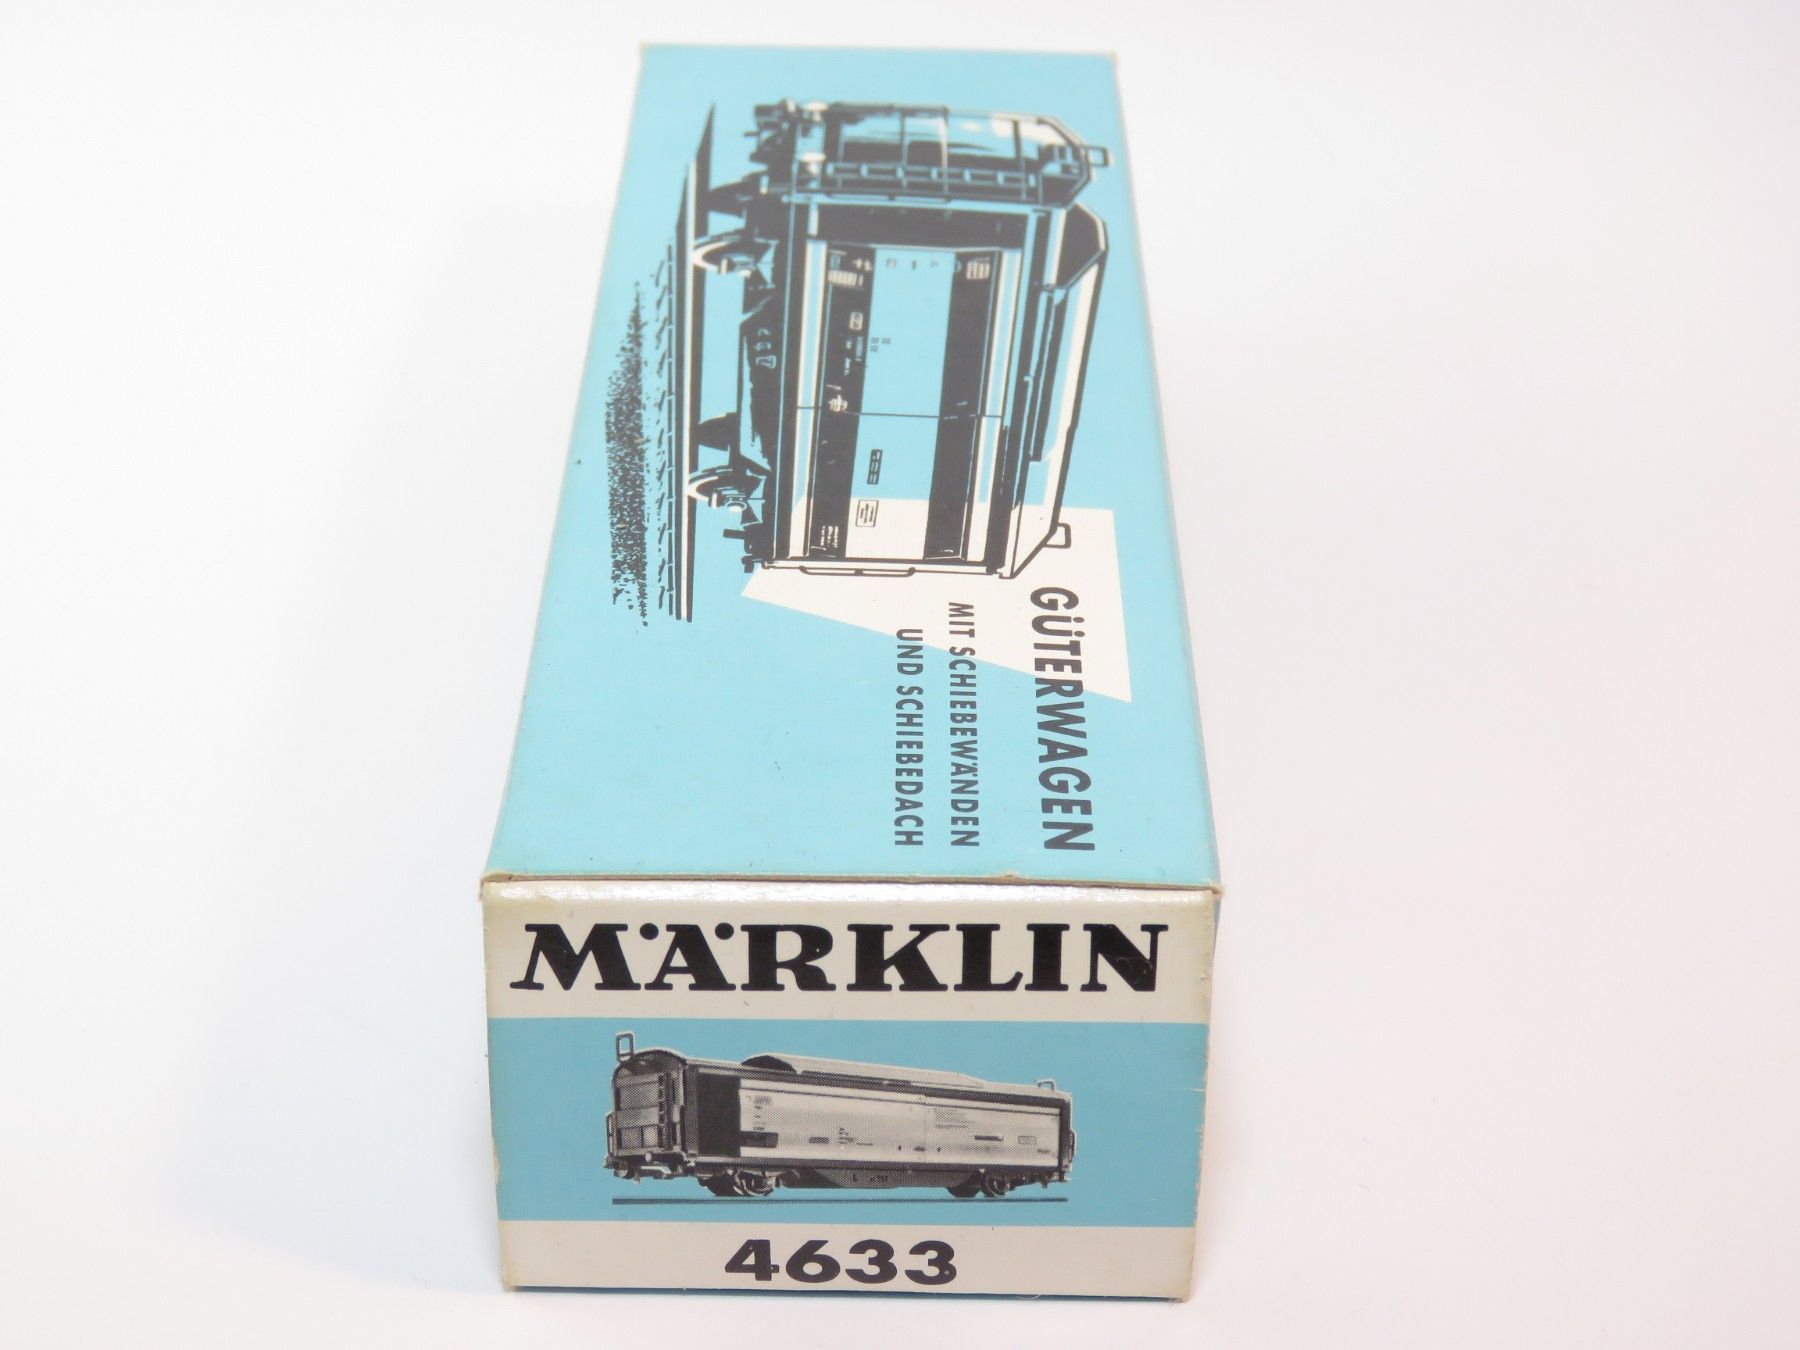 GÜTERWAGEN
MIT SCHIEBEWÄNDEN
UND SCHIEBEDACH
MÄRKLIN
4633